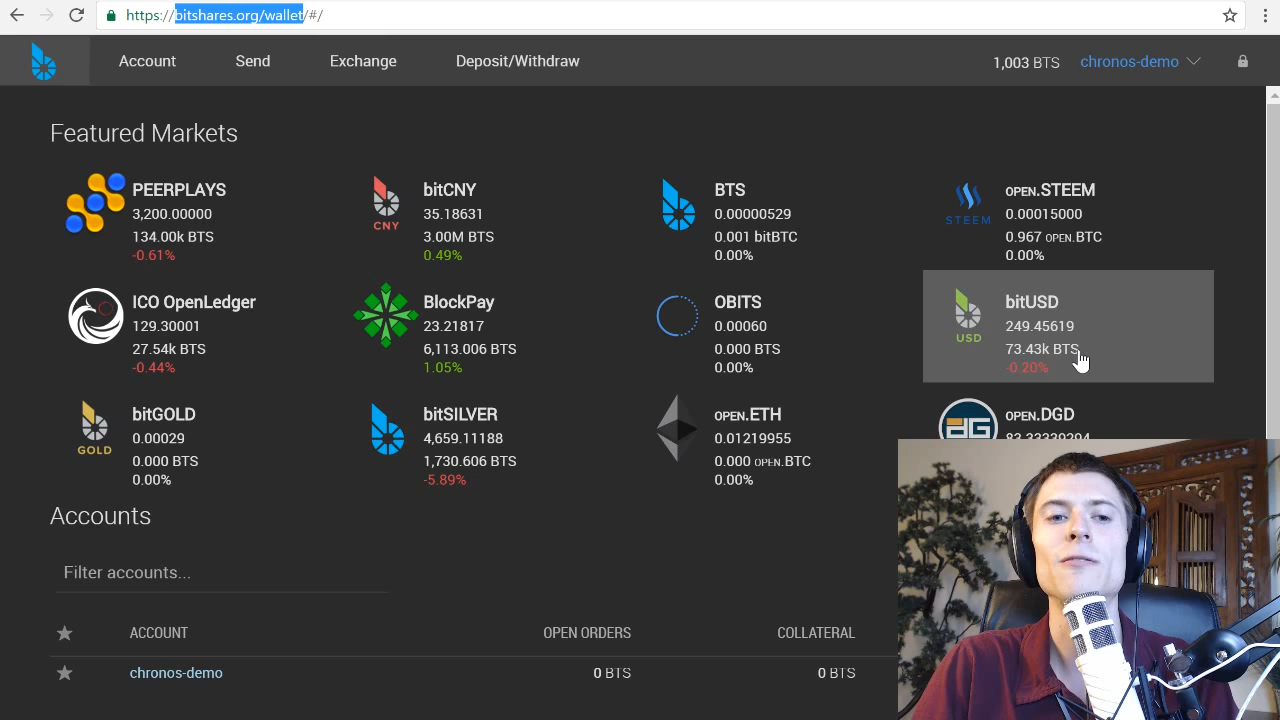 https://bitshares.org/wallet/#/
Account Send Exchange Deposit/Withdraw 1,003 BTS chronos-demo
Featured Markets
PEERPLAYS
3,200.00000
134.00k BTS
-0.61%
bitCNY
35.18631
3.00M BTS
0.49%
CNY
BTS
0.00000529
0.001 bitBTC
0.00%
OPEN.STEEM
0.00015000
0.967 OPEN.BTC
0.00%
STEEM
ICO OpenLedger
129.30001
27.54k BTS
-0.44%
BlockPay
23.21817
6,113.006 BTS
1.05%
OBITS
0.00060
0.000 BTS
0.00%
bitUSD
249.45619
73.43k BTS
-0.20%
USD
bitGOLD
0.00029
0.000 BTS
0.00%
GOLD
bitSILVER
4,659.11188
1,730.606 BTS
-5.89%
OPEN.ETH
0.01219955
0.000 OPEN.BTC
0.00%
OPEN.DGD
Accounts
Filter accounts...
ACCOUNT OPEN ORDERS COLLATERAL
chronos-demo 0 BTS 0 BTS